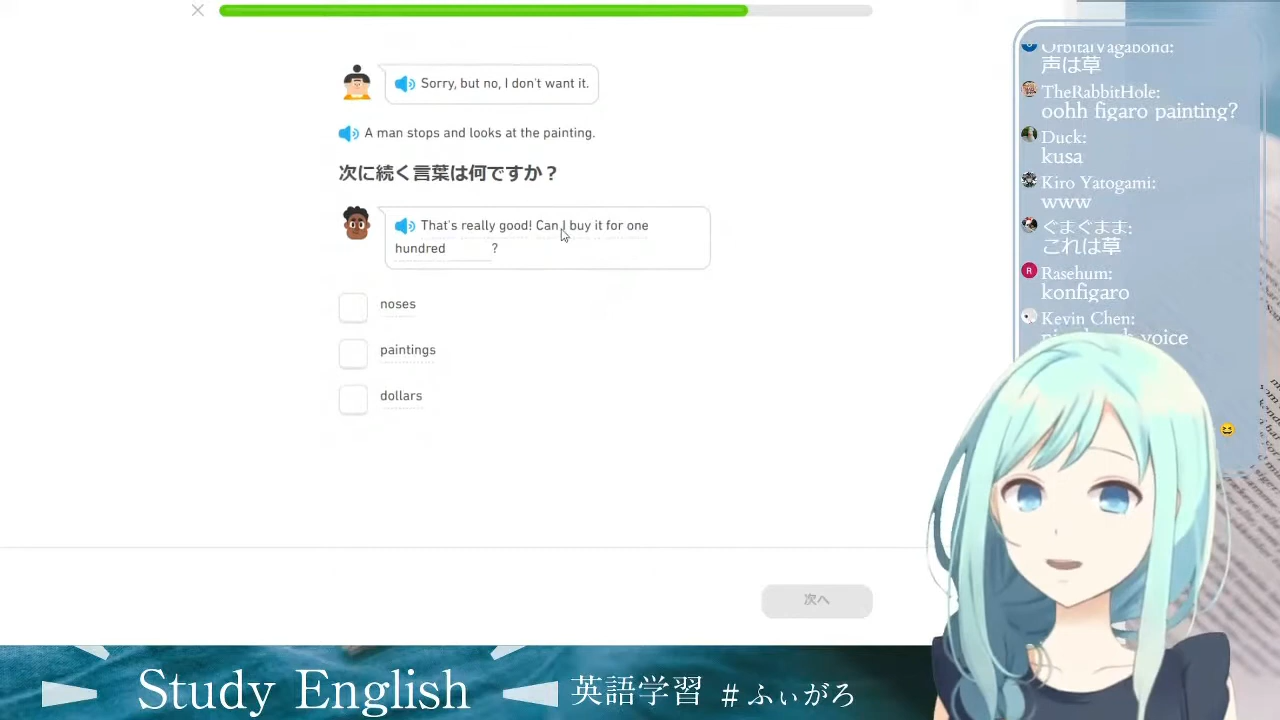 Sorry, but no, I don't want it.
A man stops and looks at the painting.
次に続く言葉は何ですか？
That's really good! Can I buy it for one
hundred ?
noses
paintings
dollars
次へ
OrbitalVagabond:
声は草
TheRabbitHole:
oohh figaro painting?
Duck:
kusa
Kiro Yatogami:
www
ぐまぐまま:
これは草
R
Rasehum:
konfigaro
Kevin Chen:
voice
Study English
英語学習 #ふぃがろ